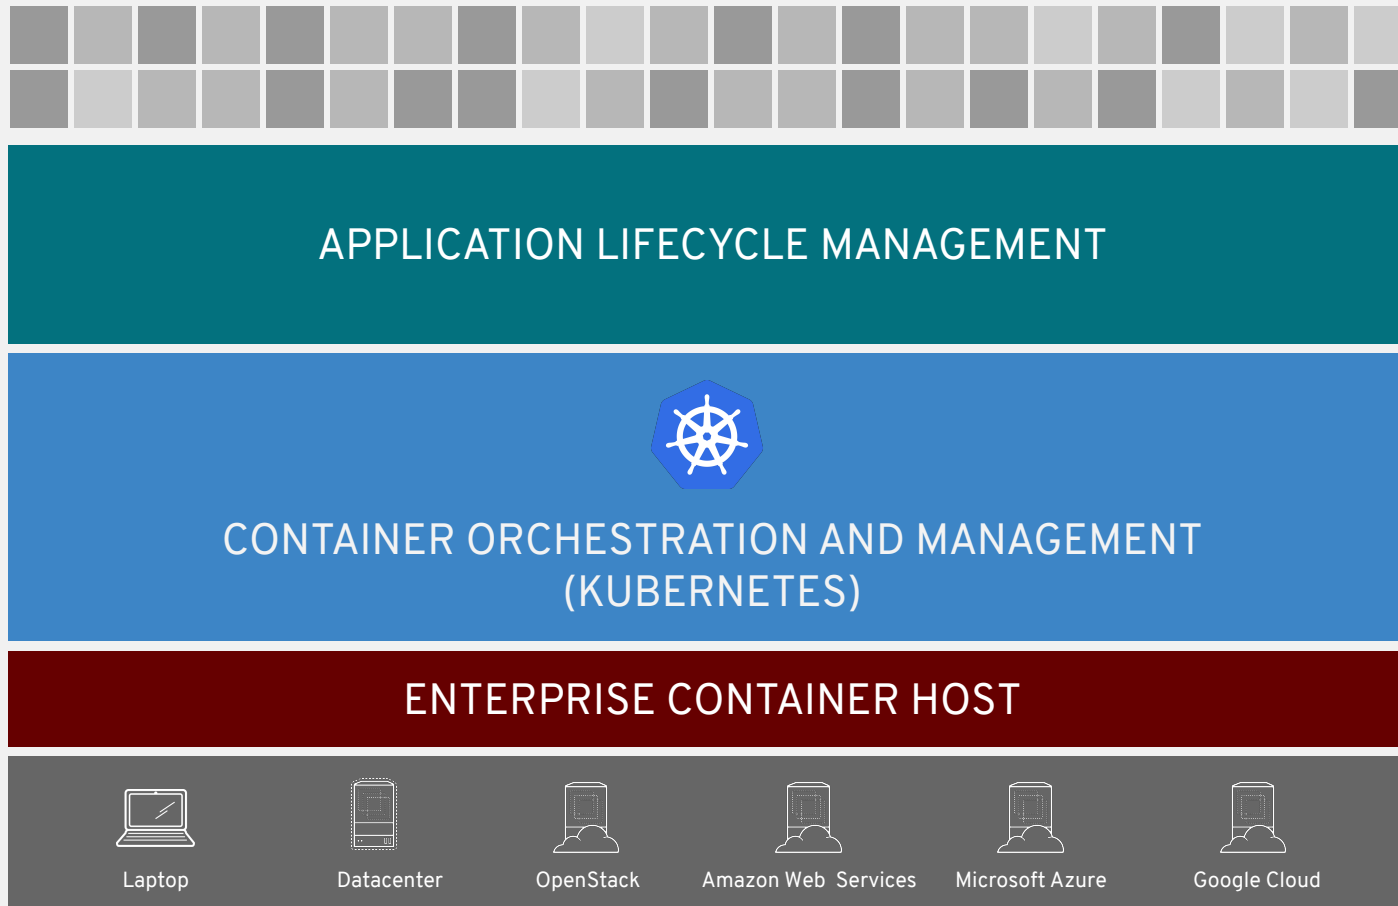 APPLICATION LIFECYCLE MANAGEMENT
CONTAINER ORCHESTRATION AND MANAGEMENT
(KUBERNETES)
ENTERPRISE CONTAINER HOST
Laptop Datacenter OpenStack Amazon Web Services Microsoft Azure Google Cloud